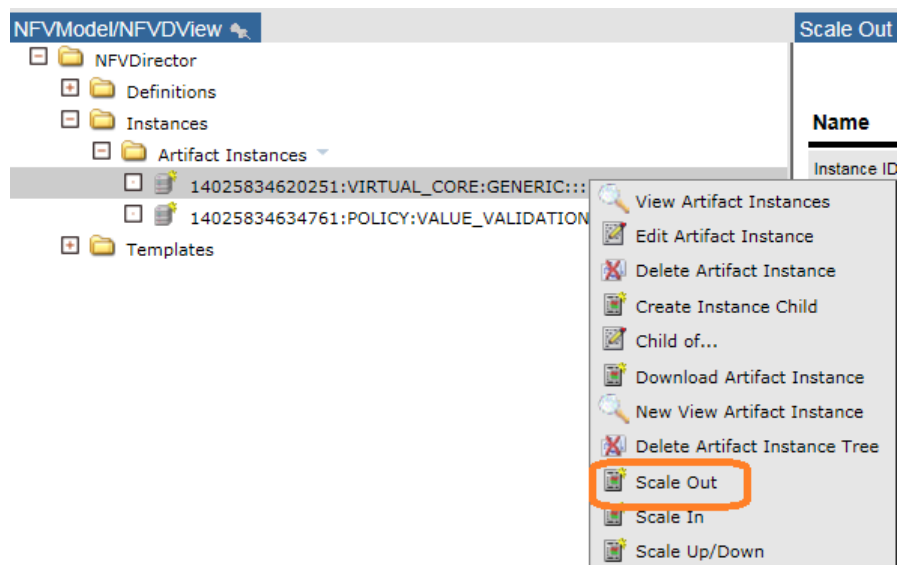 NFVModel/NFVDView
Scale Out
NFVDirector
Definitions
Instances
Name
Artifact Instances
Instance ID
14025834620251:VIRTUAL_CORE:GENERIC:::
View Artifact Instances
14025834634761:POLICY:VALUE_VALIDATION
Edit Artifact Instance
Templates
Delete Artifact Instance
Create Instance Child
Child of...
Download Artifact Instance
New View Artifact Instance
Delete Artifact Instance Tree
Scale Out
Scale In
Scale Up/Down